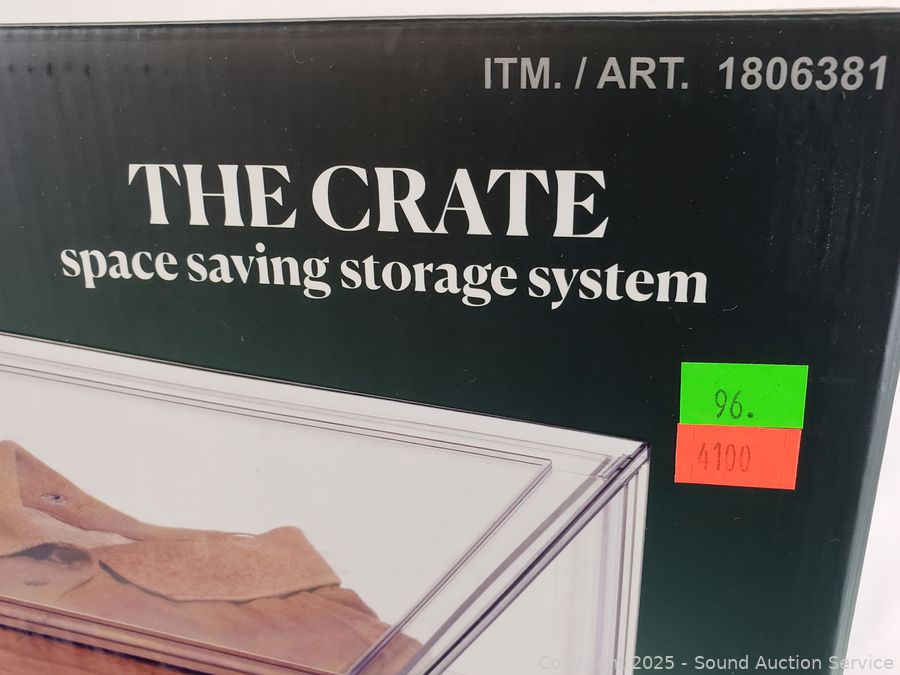 ITM. / ART. 1806381
THE CRATE
space saving storage system
96.
4100
Copyright 2025 - Sound Auction Service